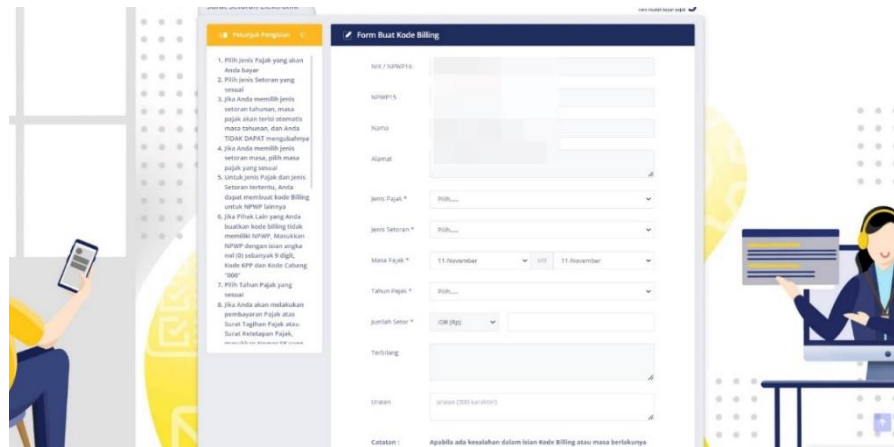 Surat Setoran Elektronik
Petunjuk Pengisian
1. Pilih Jenis Pajak yang akan
Anda bayar
2. Pilih Jenis Setoran yang
sesuai
3. Jika Anda memilih jenis
setoran tahunan, masa
pajak akan terisi otomatis
masa tahunan, dan Anda
TIDAK DAPAT mengubahnya
4. Jika Anda memilih jenis
setoran masa, pilih masa
pajak yang sesuai
5. Untuk Jenis Pajak dan Jenis
Setoran tertentu, Anda
dapat membuat kode Billing
untuk NPWP lainnya
6. Jika Pihak Lain yang Anda
buatkan kode billing tidak
memiliki NPWP, Masukkan
NPWP dengan isian angka
nol (0) sebanyak 9 digit,
Kode KPP dan Kode Cabang
"000"
7. Pilih Tahun Pajak yang
sesuai
8. Jika Anda akan melakukan
pembayaran Pajak atas
Surat Tagihan Pajak atau
Surat Ketetapan Pajak,
masukkan Nomor SK yang
Form Buat Kode Billing
NIK / NPWP16
NPWP15
Nama
Alamat
Jenis Pajak * Pilih.....
Jenis Setoran * Pilih.....
Masa Pajak * 11-November s/d 11-November
Tahun Pajak * Pilih.....
Jumlah Setor * IDR (Rp)
Terbilang
Uraian uraian (300 karakter)
Catatan : Apabila ada kesalahan dalam isian Kode Billing atau masa berlakunya